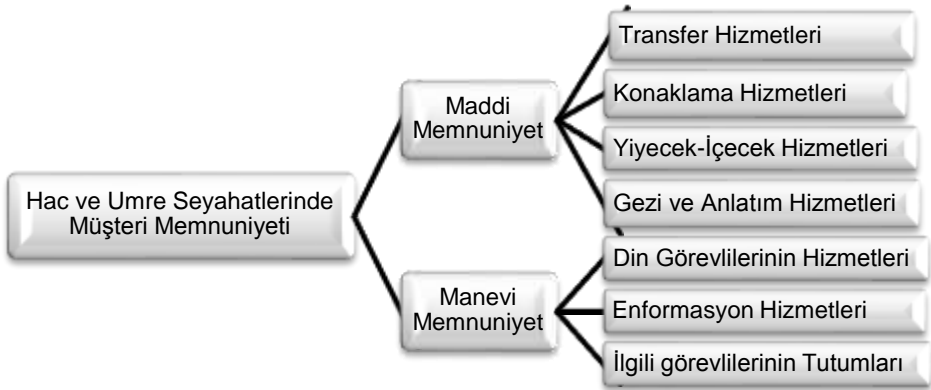 Hac ve Umre Seyahatlerinde
Müşteri Memnuniyeti
Maddi
Memnuniyet
Transfer Hizmetleri
Konaklama Hizmetleri
Yiyecek-İçecek Hizmetleri
Gezi ve Anlatım Hizmetleri
Manevi
Memnuniyet
Din Görevlilerinin Hizmetleri
Enformasyon Hizmetleri
İlgili görevlilerinin Tutumları